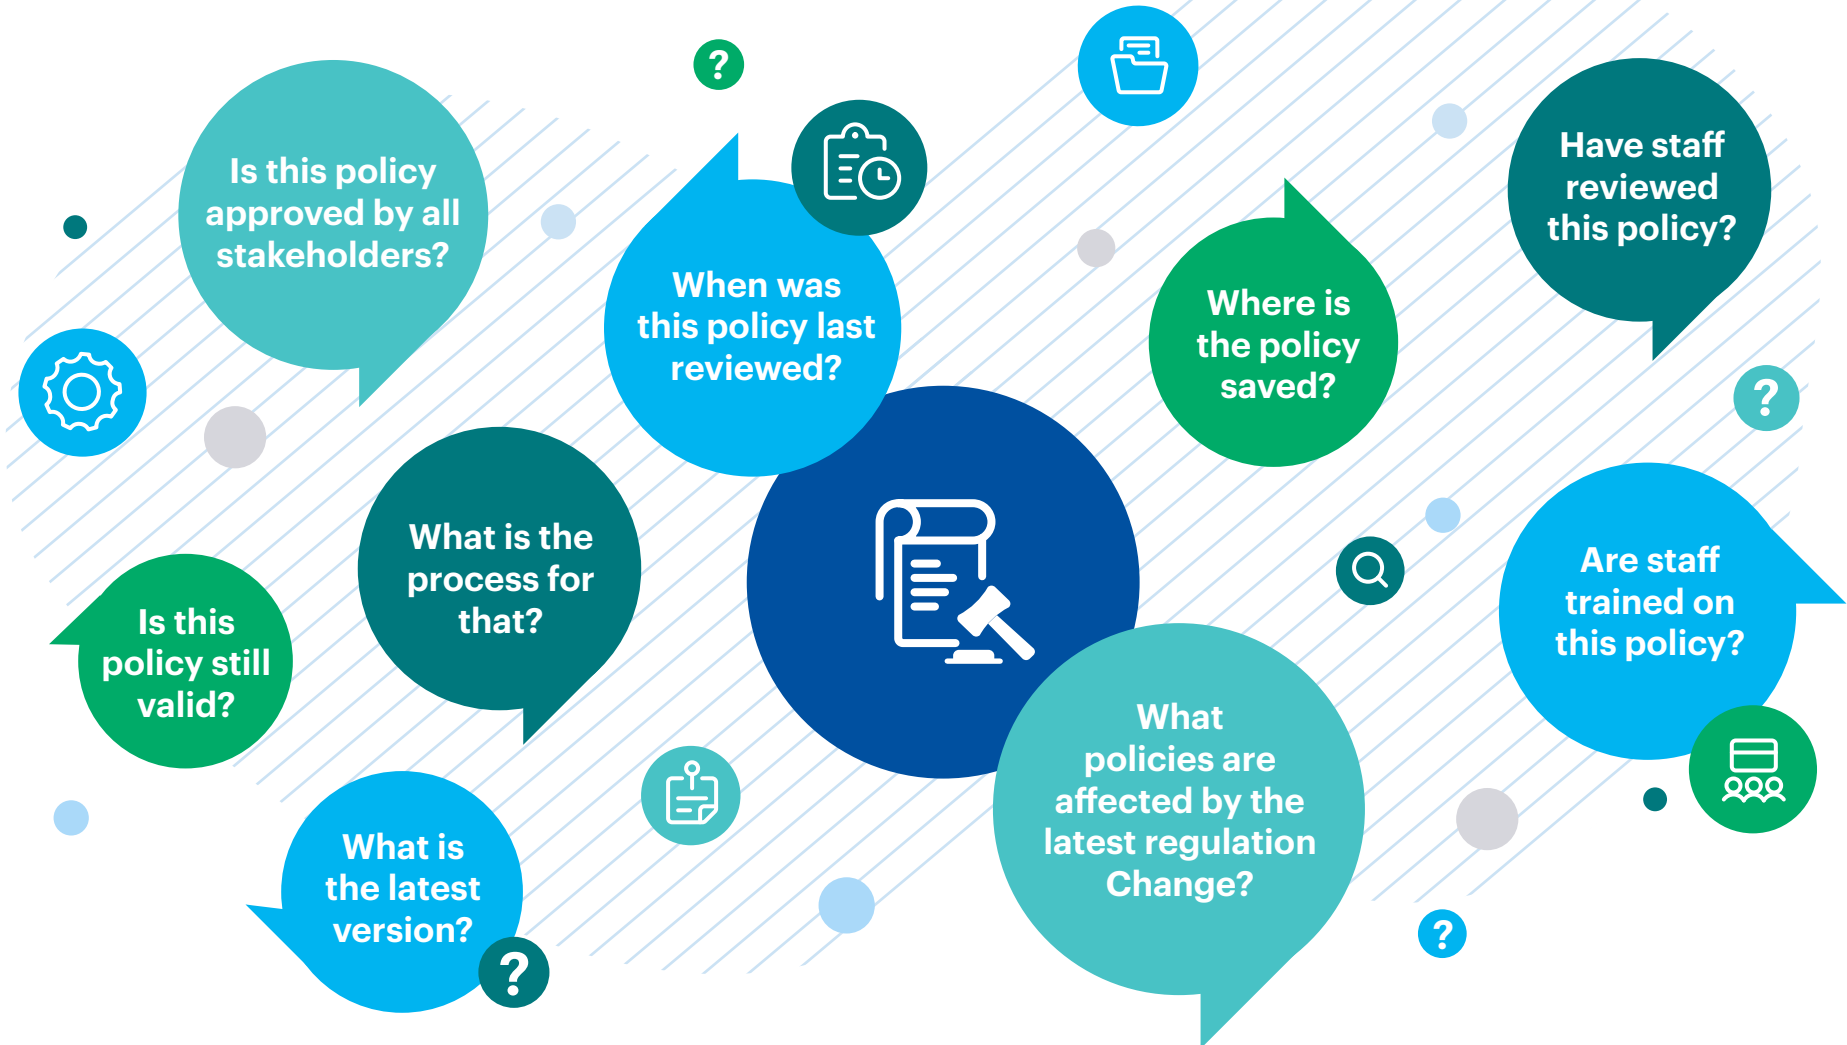 ?
Is this policy
approved by all
stakeholders?
When was
this policy last
reviewed?
Where is
the policy
saved?
Have staff
reviewed
this policy?
?
What is the
process for
that?
Is this
policy still
valid?
Are staff
trained on
this policy?
What
policies are
affected by the
latest regulation
Change?
What is
the latest
version?
?
?